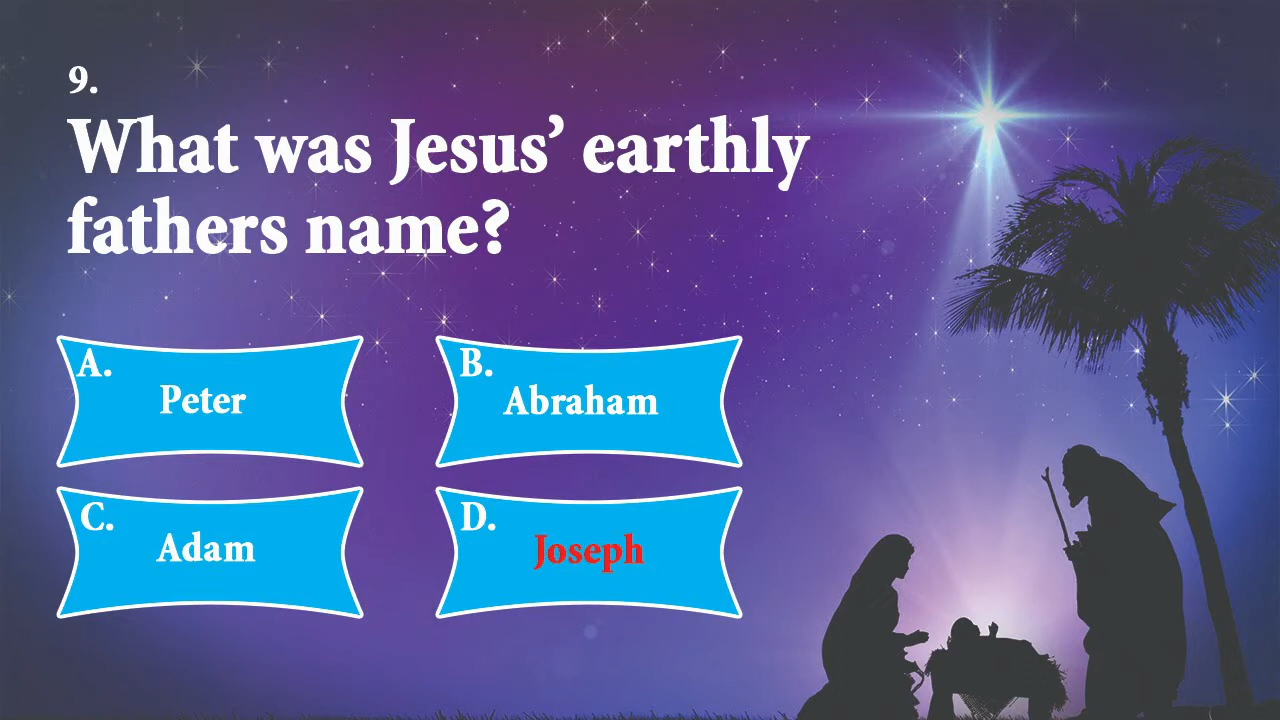 9.
What was Jesus’ earthly
fathers name?
A.
Peter
B.
Abraham
C.
Adam
D.
Joseph